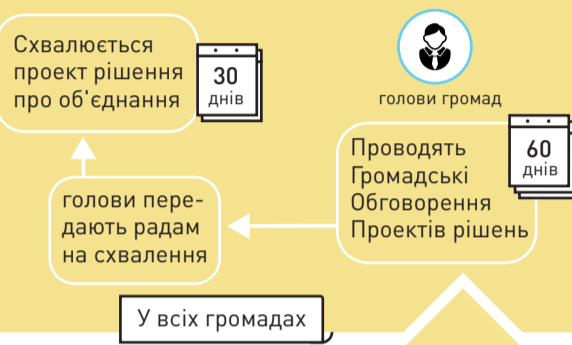 Схвалюється
проект рішення
про об'єднання
30
днів
голови громад
Проводять
Громадські
Обговорення
Проектів рішень
60
днів
голови пере-
дають радам
на схвалення
У всіх громадах